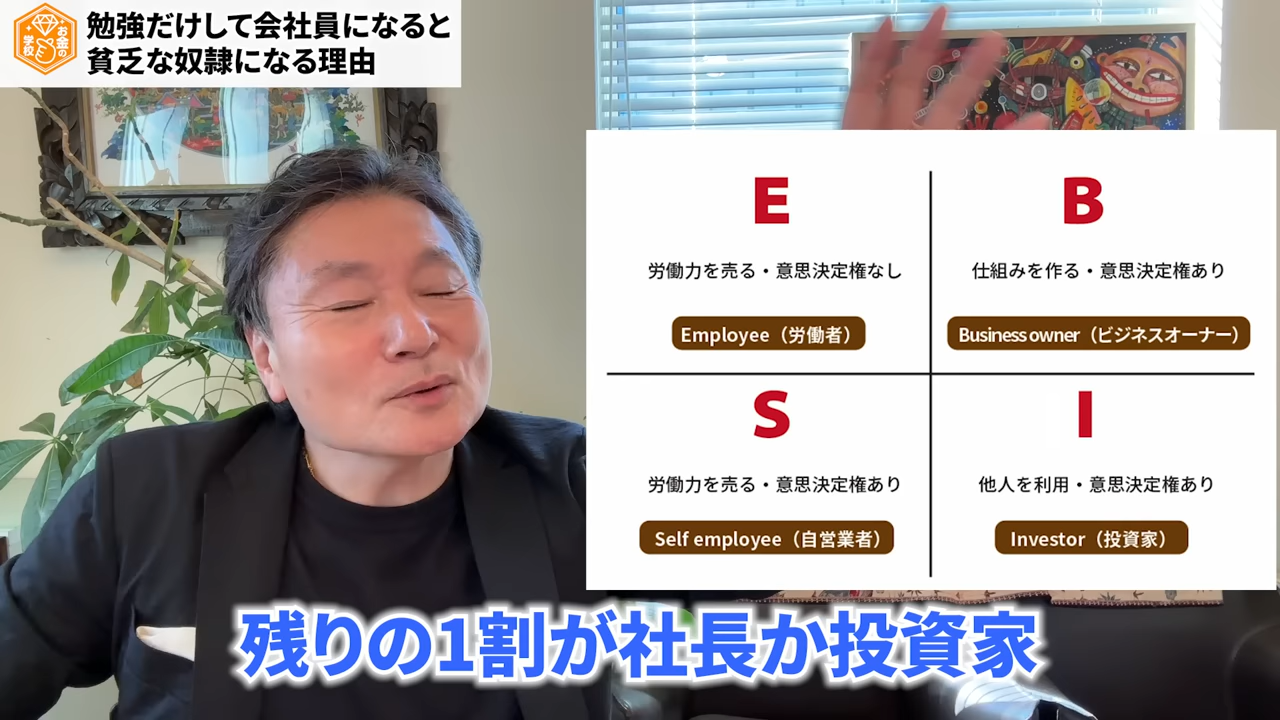 お金の学校
勉強だけして会社員になると
貧乏な奴隷になる理由
E
労働力を売る・意思決定権なし
Employee（労働者）
B
仕組みを作る・意思決定権あり
Business owner（ビジネスオーナー）
S
労働力を売る・意思決定権あり
Self employee（自営業者）
I
他人を利用・意思決定権あり
Investor（投資家）
残りの1割が社長か投資家